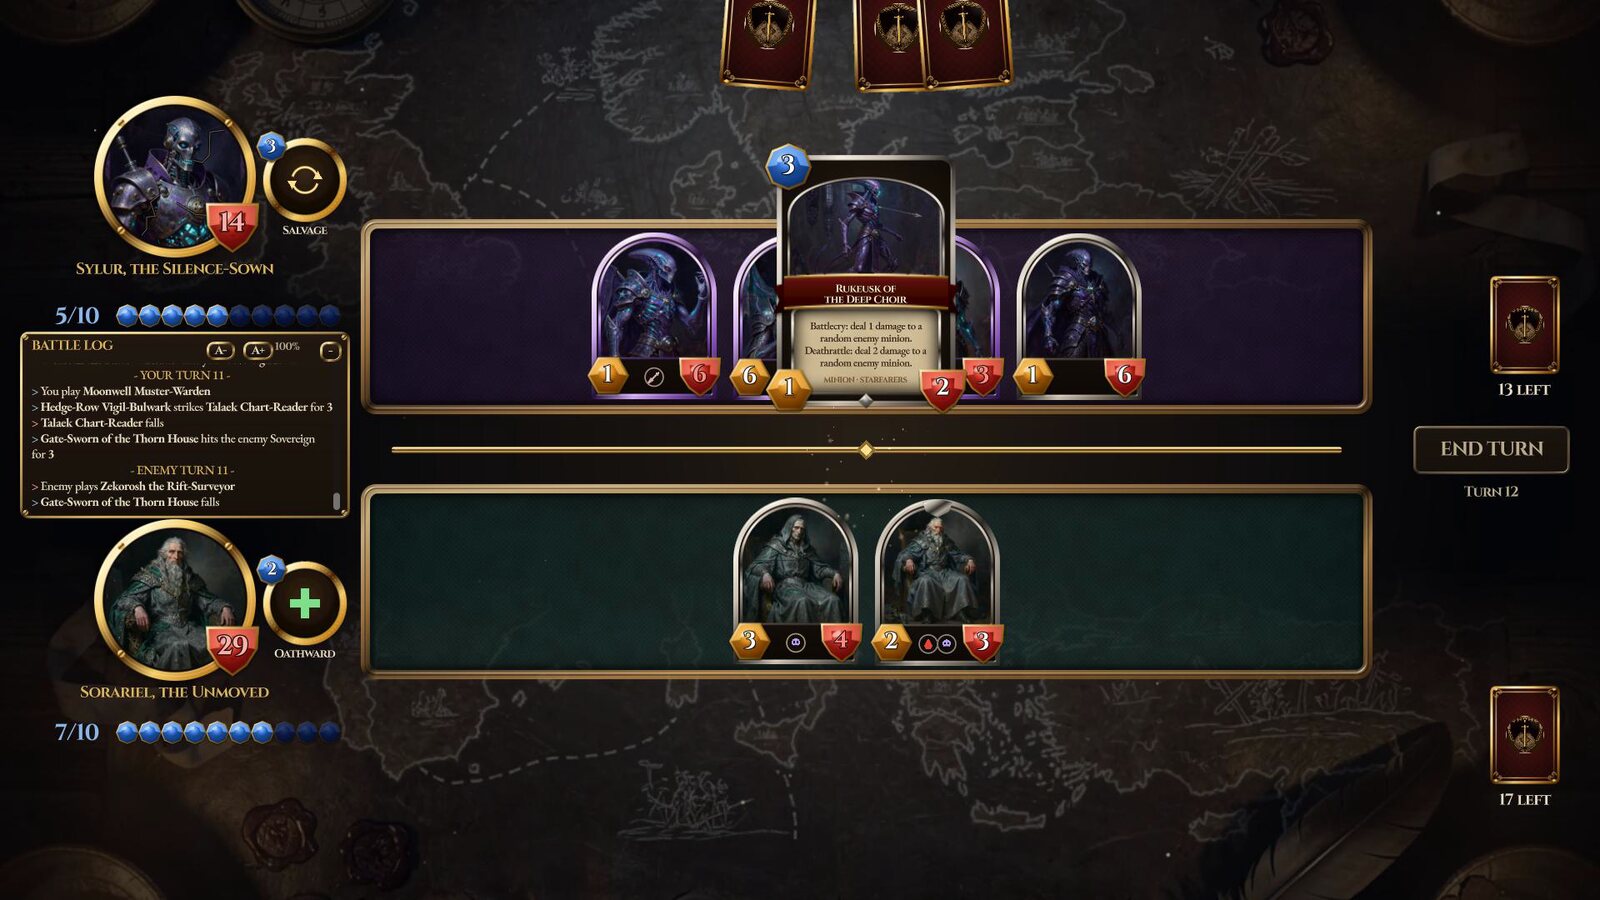 3
14
SALVAGE
SYLUR, THE SILENCE-SOWN
5/10
BATTLE LOG
A-
A+
100%
-
- YOUR TURN 11 -
> You play Moonwell Muster-Warden
> Hedge-Row Vigil-Bulwark strikes Talaek Chart-Reader for 3
> Talaek Chart-Reader falls
> Gate-Sworn of the Thorn House hits the enemy Sovereign
for 3
- ENEMY TURN 11 -
> Enemy plays Zekorosh the Rift-Surveyor
> Gate-Sworn of the Thorn House falls
2
29
OATHWARD
SORARIEL, THE UNMOVED
7/10
3
RUKEUSK OF
THE DEEP CHOIR
Battlecry: deal 1 damage to a
random enemy minion.
Deathrattle: deal 2 damage to a
random enemy minion.
MINION · STARFARERS
1
2
1
6
6
3
1
6
3
4
2
3
13 LEFT
END TURN
TURN 12
17 LEFT